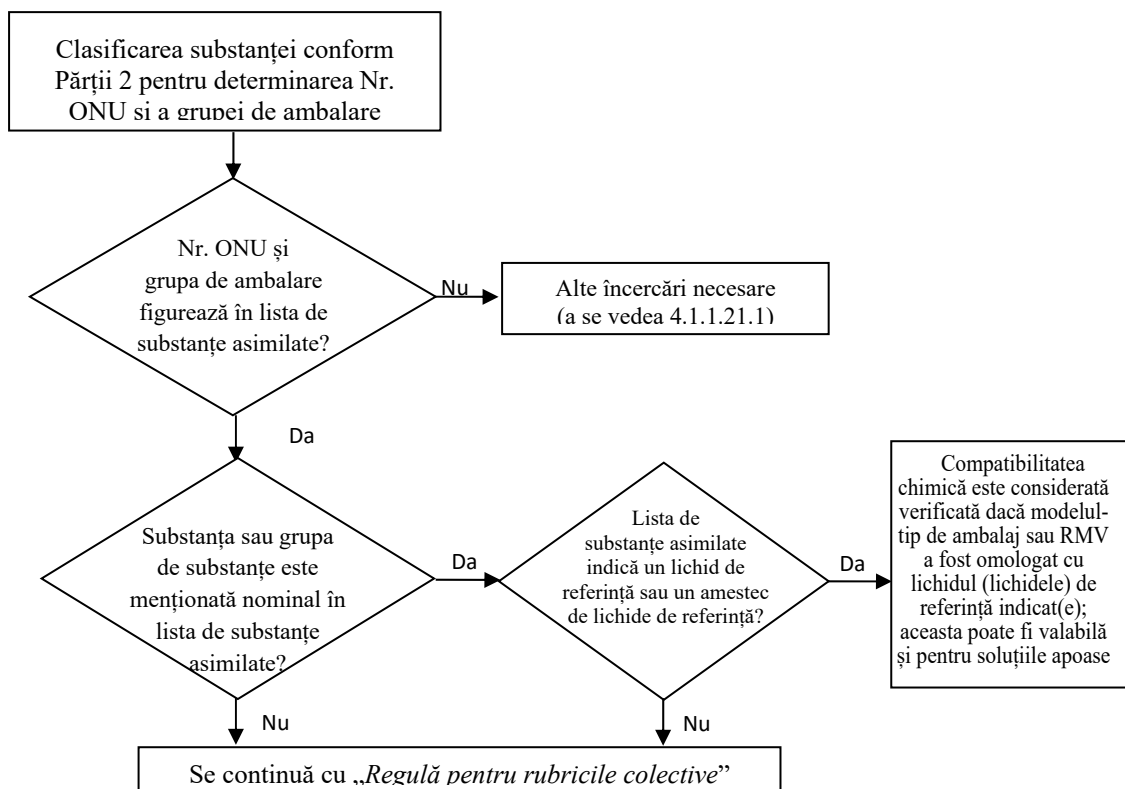 Clasificarea substanței conform
Părții 2 pentru determinarea Nr.
ONU si a grupei de ambalare
Nr. ONU și
grupa de ambalare
figurează în lista de
substanțe asimilate?
Nu
Alte încercări necesare
(a se vedea 4.1.1.21.1)
Da
Substanța sau grupa
de substanțe este
menționată nominal în
lista de substanțe
asimilate?
Da
Lista de
substanțe asimilate
indică un lichid de
referință sau un amestec
de lichide de referință?
Da
Compatibilitatea
chimică este considerată
verificată dacă modelul-
tip de ambalaj sau RMV
a fost omologat cu
lichidul (lichidele) de
referință indicat(e);
aceasta poate fi valabilă
și pentru soluțiile apoase
Nu
Nu
Se continuă cu „Regulă pentru rubricile colective”